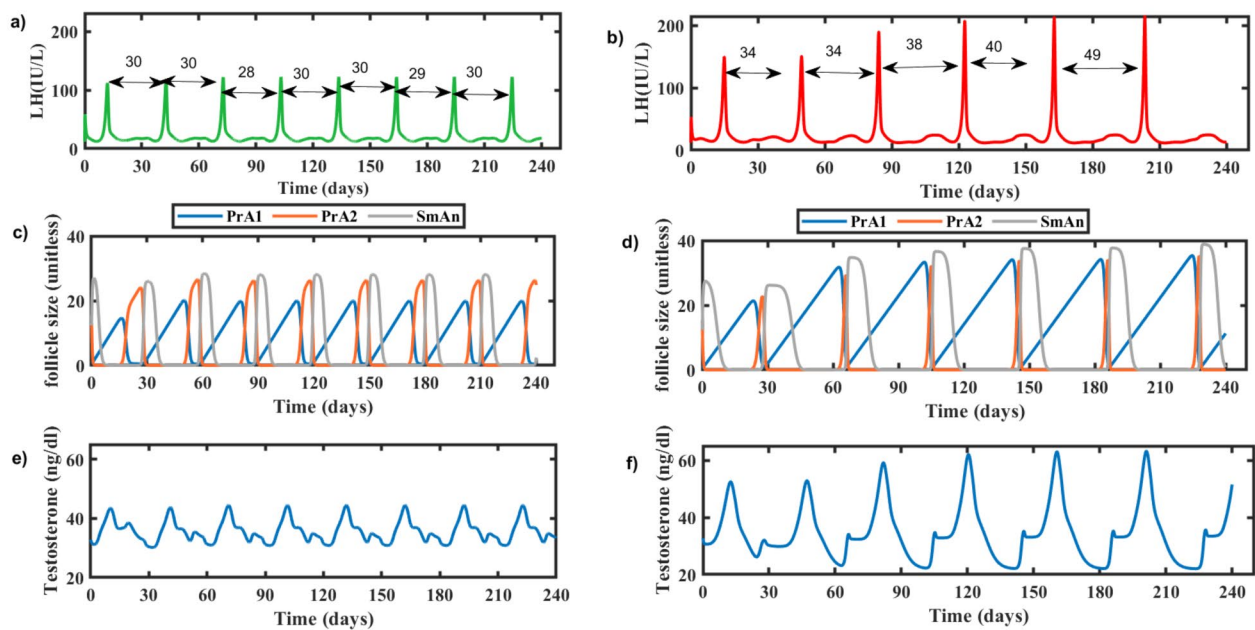 a)
LH(IU/L)
200
100
0
30 30 28 30 30 29 30
0 30 60 90 120 150 180 210 240
Time (days)
b)
LH(IU/L)
200
100
0
34 34 38 40 49
0 30 60 90 120 150 180 210 240
Time (days)
PrA1 PrA2 SmAn
c)
follicle size (unitless)
40
20
0
0 30 60 90 120 150 180 210 240
Time (days)
PrA1 PrA2 SmAn
d)
follicle size (unitless)
40
20
0
0 30 60 90 120 150 180 210 240
Time (days)
e)
Testosterone (ng/dl)
60
40
20
0 30 60 90 120 150 180 210 240
Time (days)
f)
Testosterone (ng/dl)
60
40
20
0 30 60 90 120 150 180 210 240
Time (days)